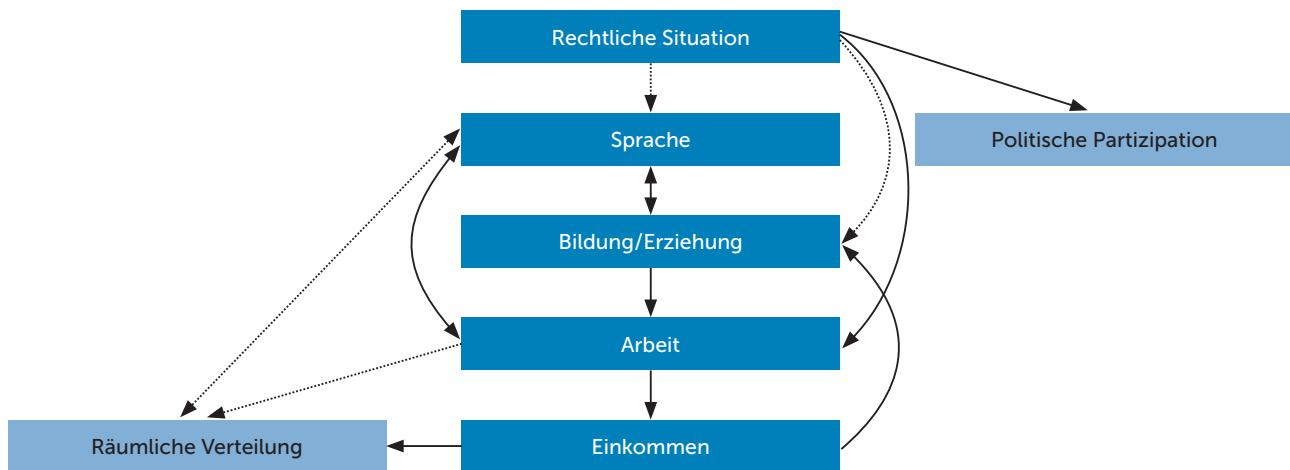 Rechtliche Situation
Sprache
Politische Partizipation
Bildung/Erziehung
Arbeit
Räumliche Verteilung
Einkommen